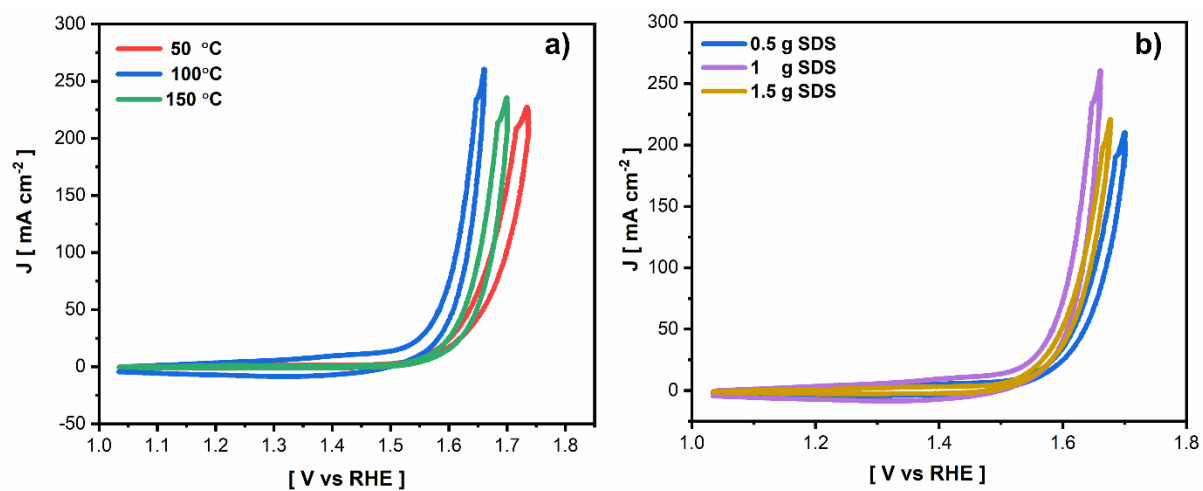 a)
50 °C
100°C
150 °C
300
250
200
150
100
50
0
-50
J [ mA cm-2 ]
1.0 1.1 1.2 1.3 1.4 1.5 1.6 1.7 1.8
[ V vs RHE ]
b)
0.5 g SDS
1 g SDS
1.5 g SDS
300
250
200
150
100
50
0
J [ mA cm-2 ]
1.0 1.2 1.4 1.6 1.8
[ V vs RHE ]